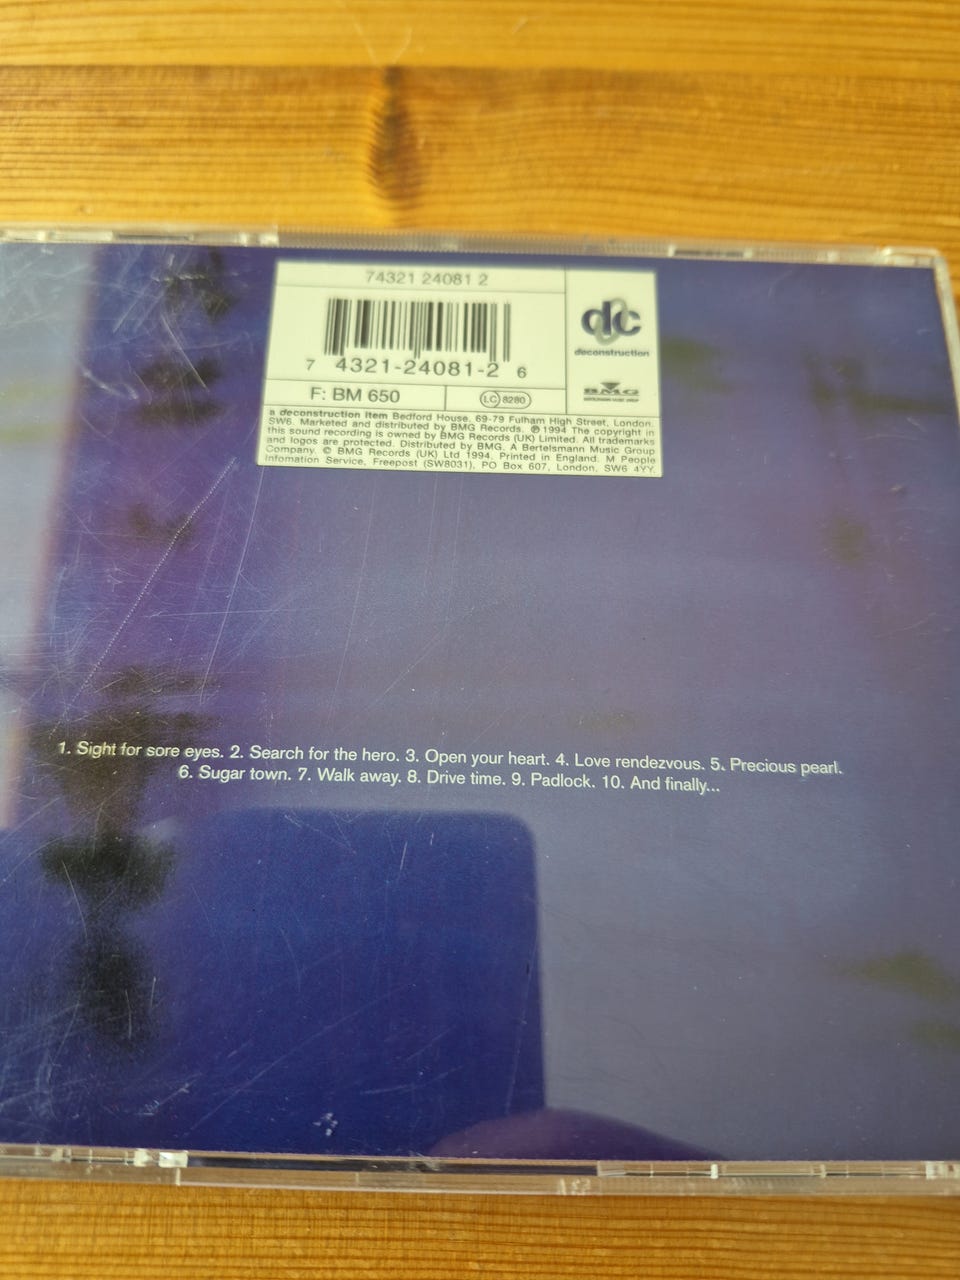 74321 24081 2
7 4321-24081-2 6
F: BM 650
LC 8280
dc
deconstruction
BMG
a deconstruction item Bedford House, 69-79 Fulham High Street, London.
SW6. Marketed and distributed by BMG Records. ℗1994 The copyright in
this sound recording is owned by BMG Records (UK) Limited. All trademarks
and logos are protected. Distributed by BMG. A Bertelsmann Music Group
Company. © BMG Records (UK) Ltd 1994, Printed in England. M People
Infomation Service, Freepost (SW8031), PO Box 607, London, SW6 4YY.
1. Sight for sore eyes. 2. Search for the hero. 3. Open your heart. 4. Love rendezvous. 5. Precious pearl.
6. Sugar town. 7. Walk away. 8. Drive time. 9. Padlock. 10. And finally...